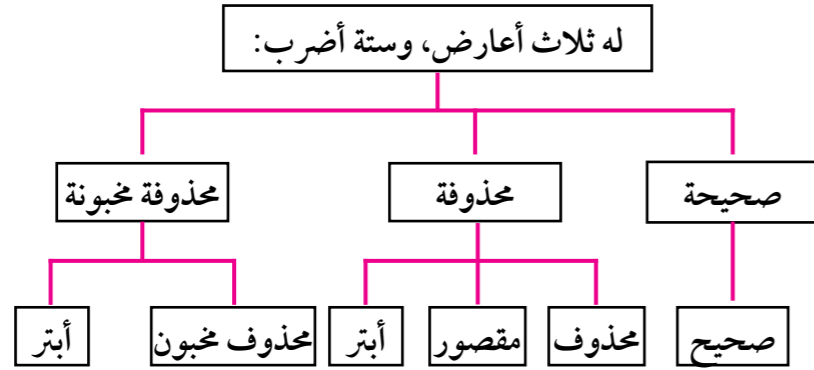 له ثلاث أعارض، وستة أضرب:
صحيحة
محذوفة
محذوفة مخبونة
صحيح
محذوف
مقصور
أبتر
محذوف مخبون
أبتر